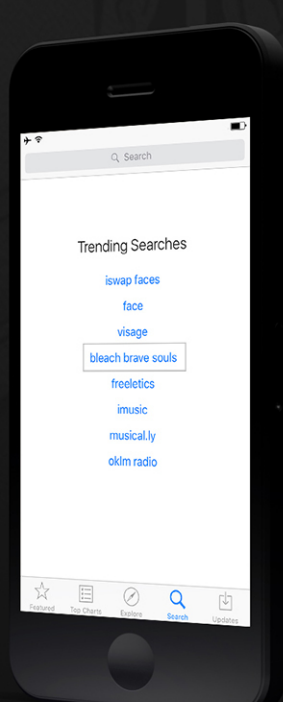 Search
Trending Searches
iswap faces
face
visage
bleach brave souls
freeletics
imusic
musical.ly
oklm radio
Featured
Top Charts
Explore
Search
Updates